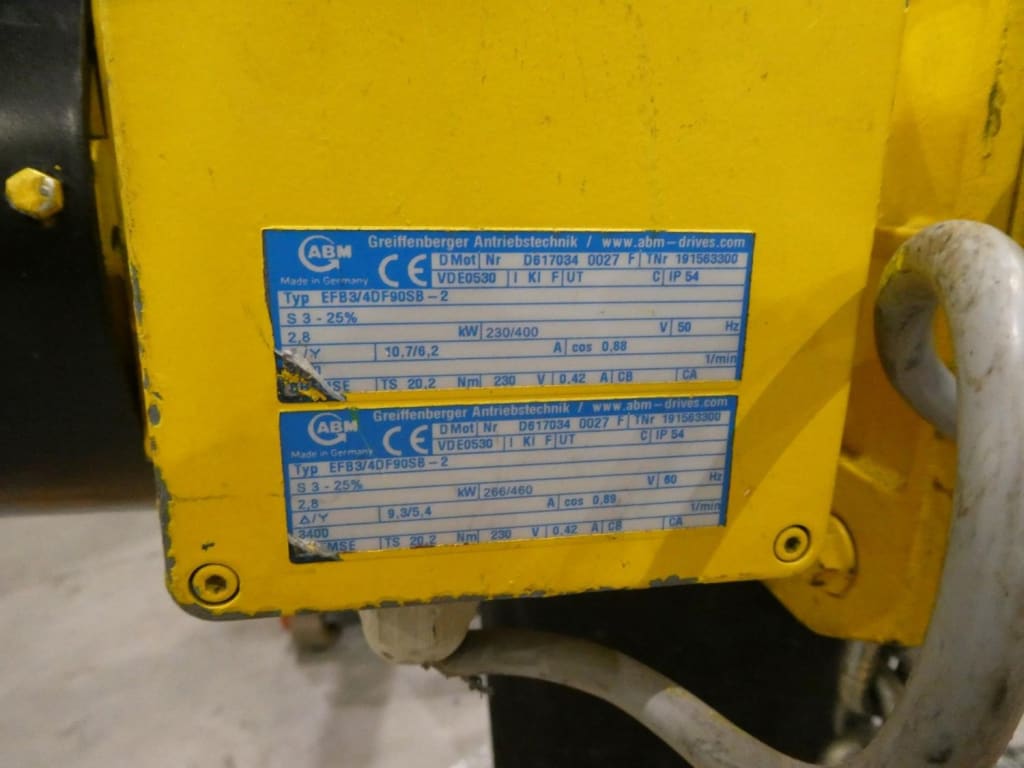 ABM Greiffenberger Antriebstechnik / www.abm-drives.com
Made in Germany CE D Mot Nr D617034 0027 F TNr 191563300
VDE0530 I KI F UT C IP 54
Typ EFB3/4DF90SB-2
S 3 - 25%
2,8 kW 230/400 V 50 Hz
/Y 10,7/6,2 A cos 0,88
1/min
TS 20,2 Nm 230 V 0,42 A CB CA
ABM Greiffenberger Antriebstechnik / www.abm-drives.com
Made in Germany CE D Mot Nr D617034 0027 F TNr 191563300
VDE0530 I KI F UT C IP 54
Typ EFB3/4DF90SB-2
S 3 - 25%
2,8 kW 266/460 V 60 Hz
Δ/Y 9,3/5,4 A cos 0,89
3400 1/min
TS 20,2 Nm 230 V 0,42 A CB CA